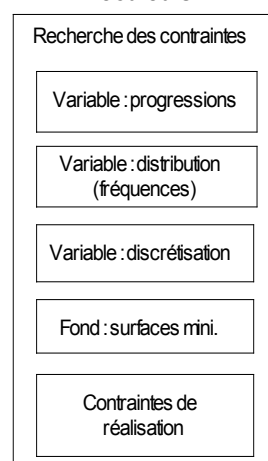 Recherche des contraintes
Variable : progressions
Variable : distribution
(fréquences)
Variable : discrétisation
Fond : surfaces mini.
Contraintes de
réalisation